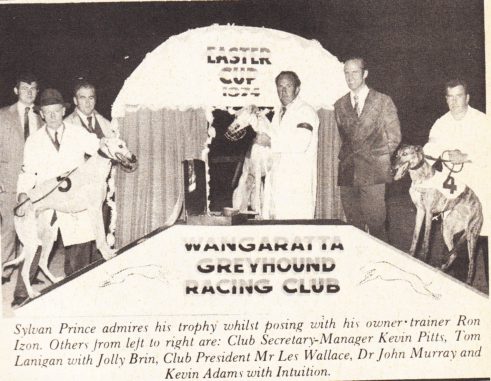 EASTER
CUP
1974
5
4
WANGARATTA
GREYHOUND
RACING CLUB
Sylvan Prince admires his trophy whilst posing with his owner-trainer Ron
Izon. Others from left to right are: Club Secretary-Manager Kevin Pitts, Tom
Lanigan with Jolly Brin, Club President Mr Les Wallace, Dr John Murray and
Kevin Adams with Intuition.